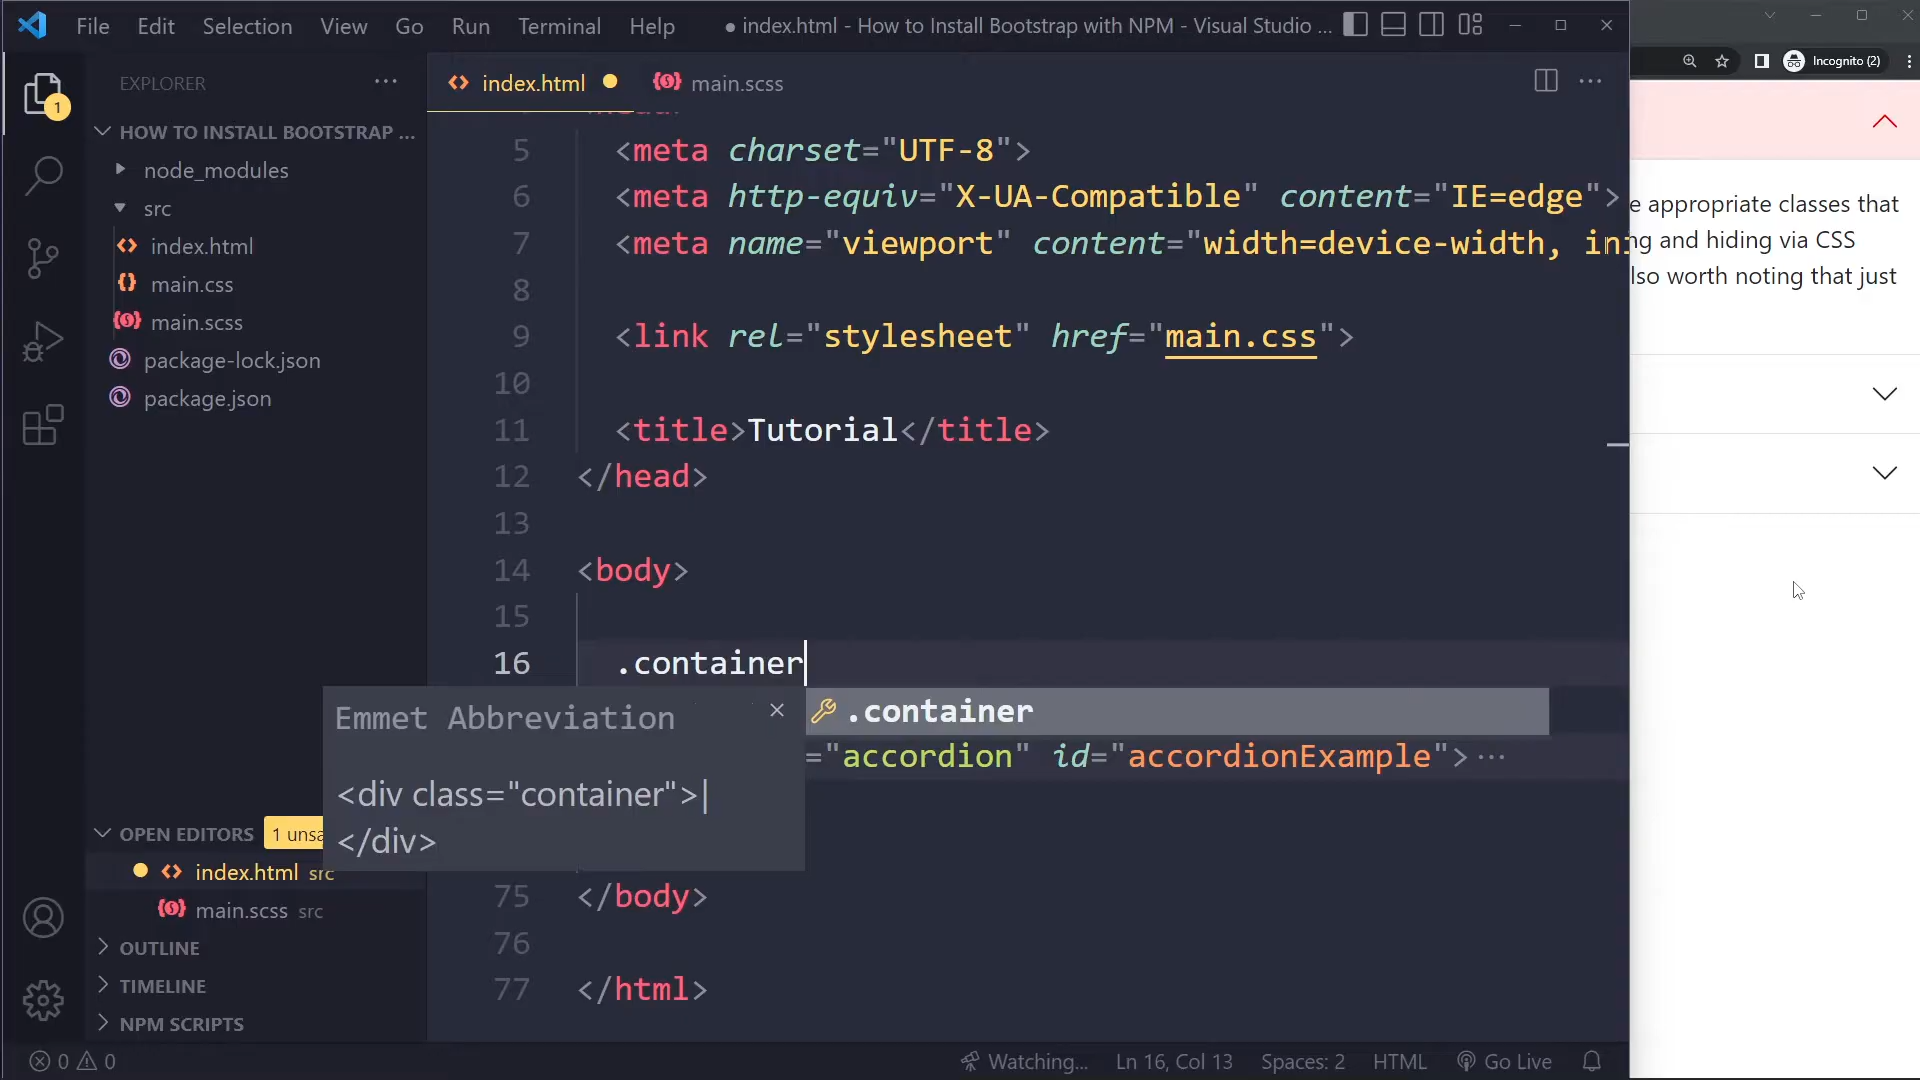 File Edit Selection View Go Run Terminal Help
● index.html - How to Install Bootstrap with NPM - Visual Studio ...
Incognito (2)
EXPLORER
1
HOW TO INSTALL BOOTSTRAP ...
node_modules
src
index.html
main.css
main.scss
package-lock.json
package.json
OPEN EDITORS 1 unsa
index.html src
main.scss src
OUTLINE
TIMELINE
NPM SCRIPTS
index.html
main.scss
5 <meta charset="UTF-8">
6 <meta http-equiv="X-UA-Compatible" content="IE=edge">
7 <meta name="viewport" content="width=device-width, ini
8
9 <link rel="stylesheet" href="main.css">
10
11 <title>Tutorial</title>
12 </head>
13
14 <body>
15
16 .container
.container
="accordion" id="accordionExample">
Emmet Abbreviation
<div class="container">|
</div>
75 </body>
76
77 </html>
e appropriate classes that
ng and hiding via CSS
lso worth noting that just
0 0
Watching... Ln 16, Col 13 Spaces: 2 HTML Go Live